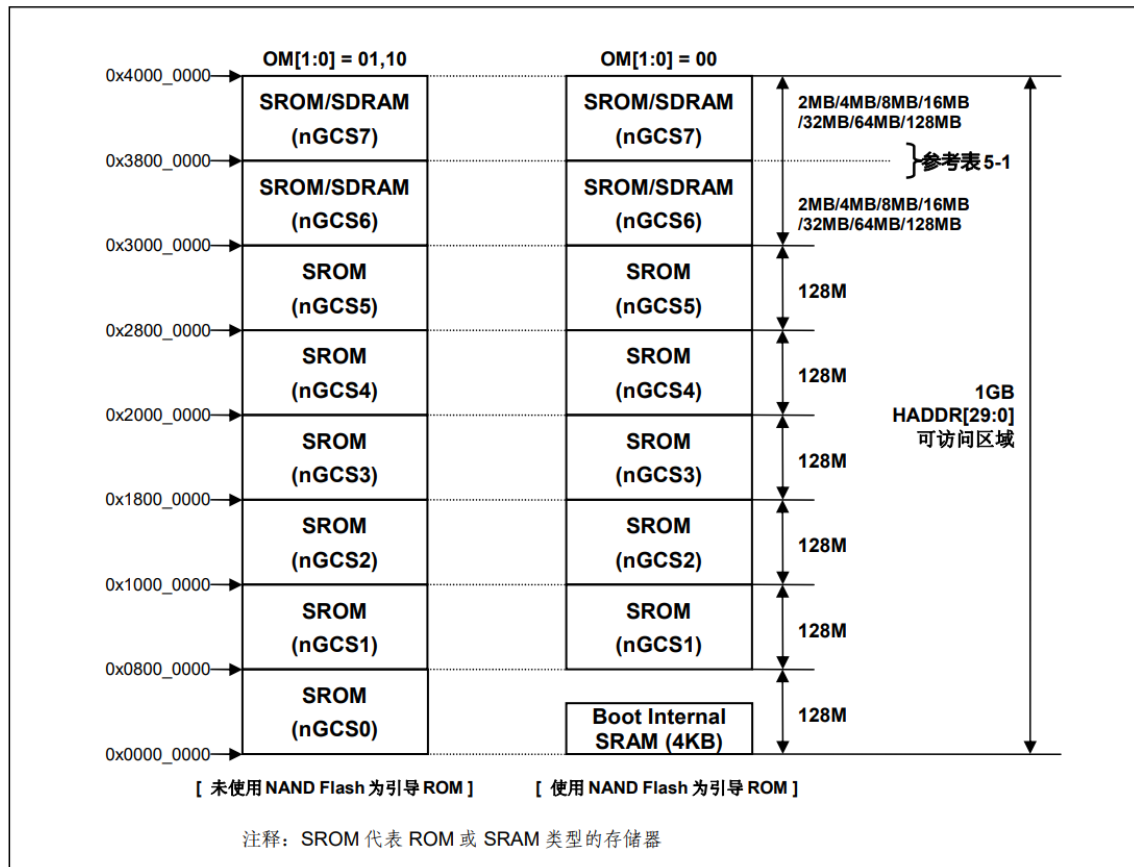 OM[1:0] = 01,10
OM[1:0] = 00
0x4000_0000
SROM/SDRAM
(nGCS7)
SROM/SDRAM
(nGCS7)
2MB/4MB/8MB/16MB
/32MB/64MB/128MB
0x3800_0000
参考表 5-1
SROM/SDRAM
(nGCS6)
SROM/SDRAM
(nGCS6)
2MB/4MB/8MB/16MB
/32MB/64MB/128MB
0x3000_0000
SROM
(nGCS5)
SROM
(nGCS5)
128M
0x2800_0000
SROM
(nGCS4)
SROM
(nGCS4)
128M
1GB
HADDR[29:0]
可访问区域
0x2000_0000
SROM
(nGCS3)
SROM
(nGCS3)
128M
0x1800_0000
SROM
(nGCS2)
SROM
(nGCS2)
128M
0x1000_0000
SROM
(nGCS1)
SROM
(nGCS1)
128M
0x0800_0000
SROM
(nGCS0)
Boot Internal
SRAM (4KB)
128M
0x0000_0000
[ 未使用 NAND Flash 为引导 ROM ]
[ 使用 NAND Flash 为引导 ROM ]
注释：SROM 代表 ROM 或 SRAM 类型的存储器